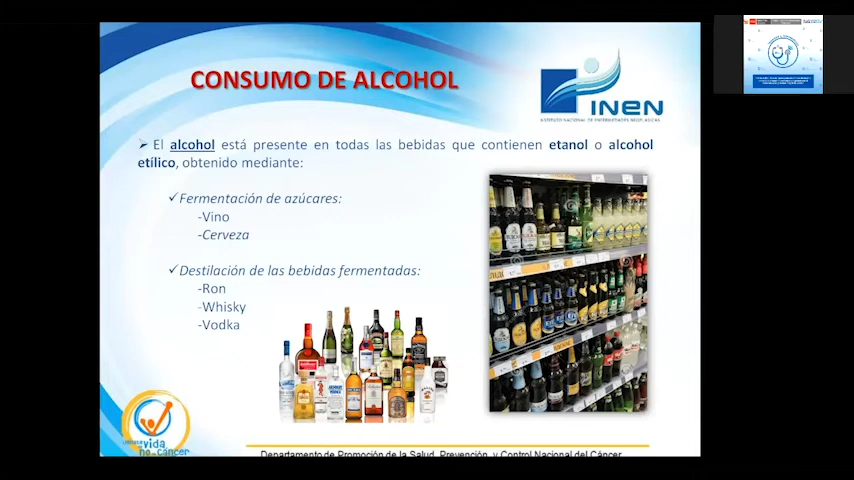 CONSUMO DE ALCOHOL
INEN
INSTITUTO NACIONAL DE ENFERMEDADES NEOPLASICAS
➢ El alcohol está presente en todas las bebidas que contienen etanol o alcohol
etílico, obtenido mediante:
✓Fermentación de azúcares:
-Vino
-Cerveza
✓Destilación de las bebidas fermentadas:
-Ron
-Whisky
-Vodka
vida
no
cáncer
Departamento de Promoción de la Salud, Prevención, y Control Nacional del Cáncer